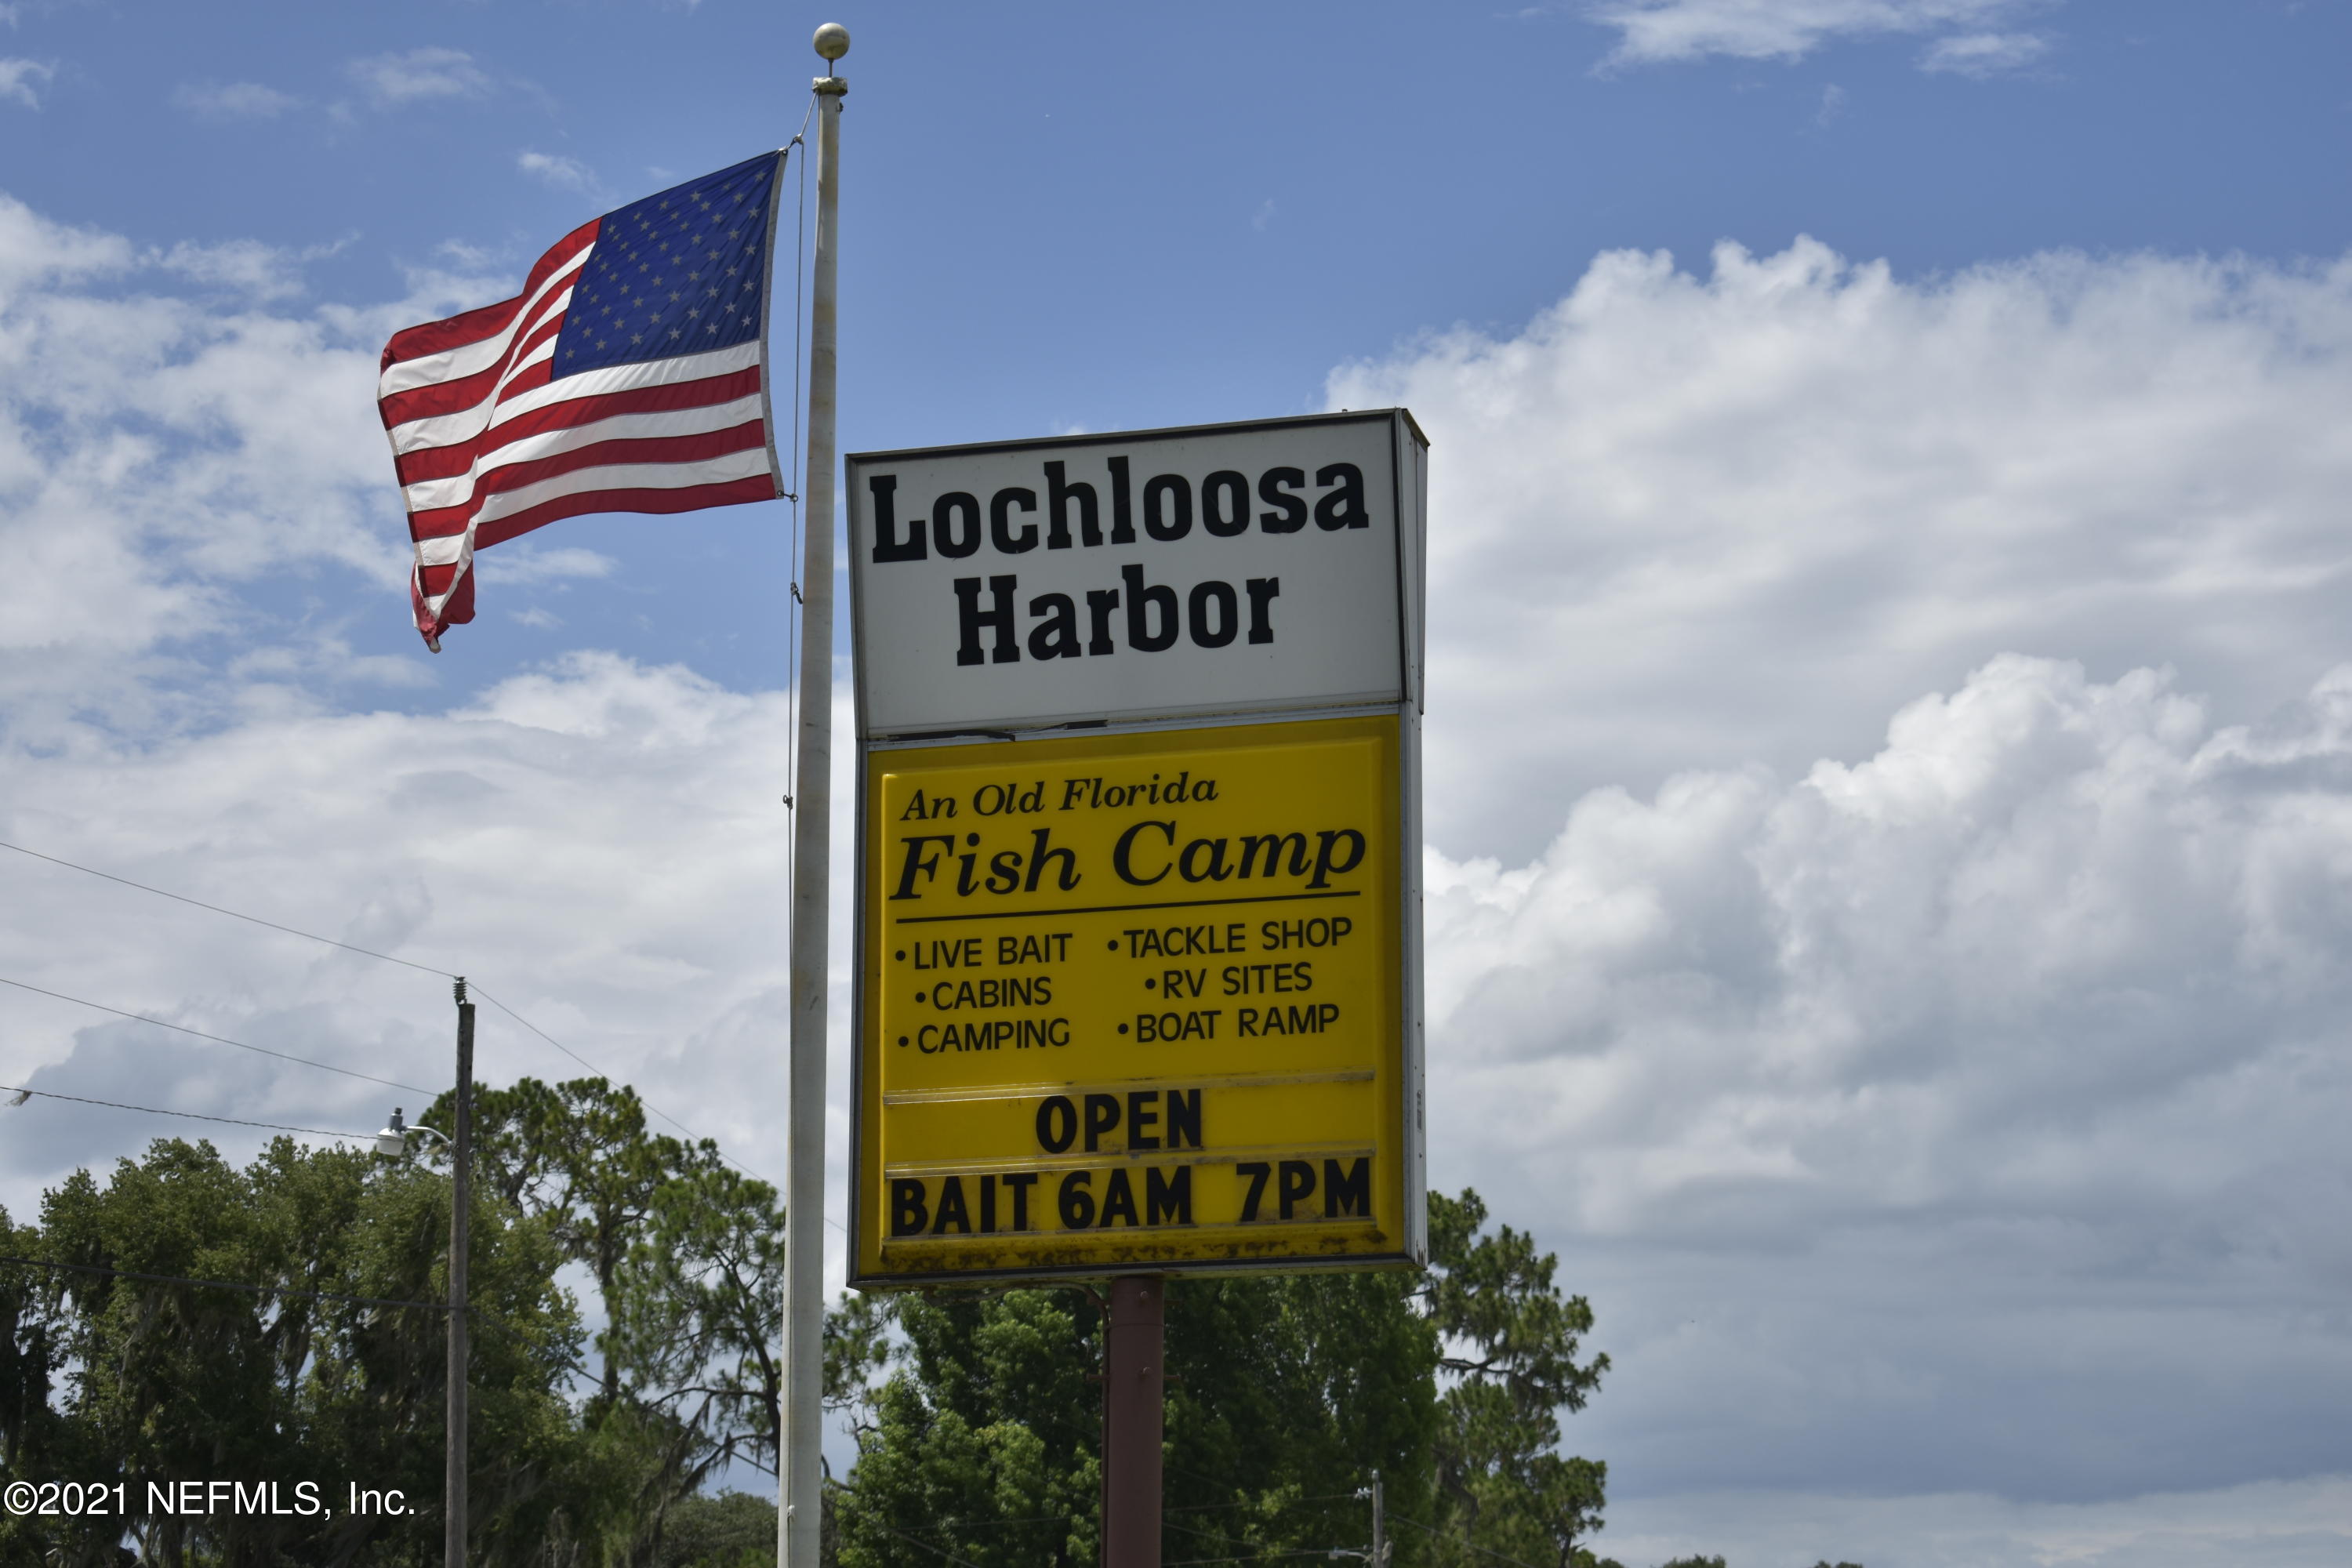 Lochloosa
Harbor
An Old Florida
Fish Camp
•LIVE BAIT •TACKLE SHOP
•CABINS •RV SITES
•CAMPING •BOAT RAMP
OPEN
BAIT 6AM 7PM
©2021 NEFMLS, Inc.